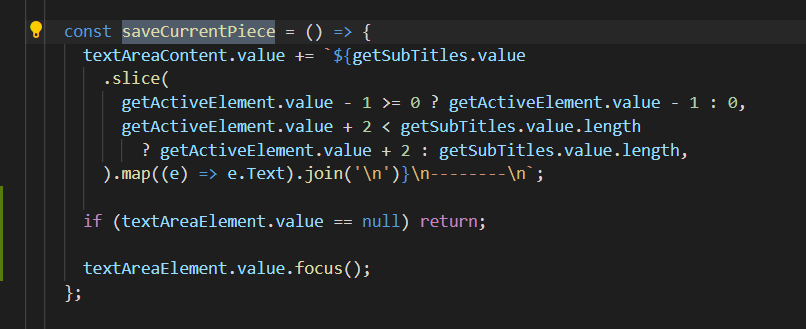 const saveCurrentPiece = () => {
textAreaContent.value += `${getSubTitles.value
.slice(
getActiveElement.value - 1 >= 0 ? getActiveElement.value - 1 : 0,
getActiveElement.value + 2 < getSubTitles.value.length
? getActiveElement.value + 2 : getSubTitles.value.length,
).map((e) => e.Text).join('\n')}\n--------\n`;
if (textAreaElement.value == null) return;
textAreaElement.value.focus();
};